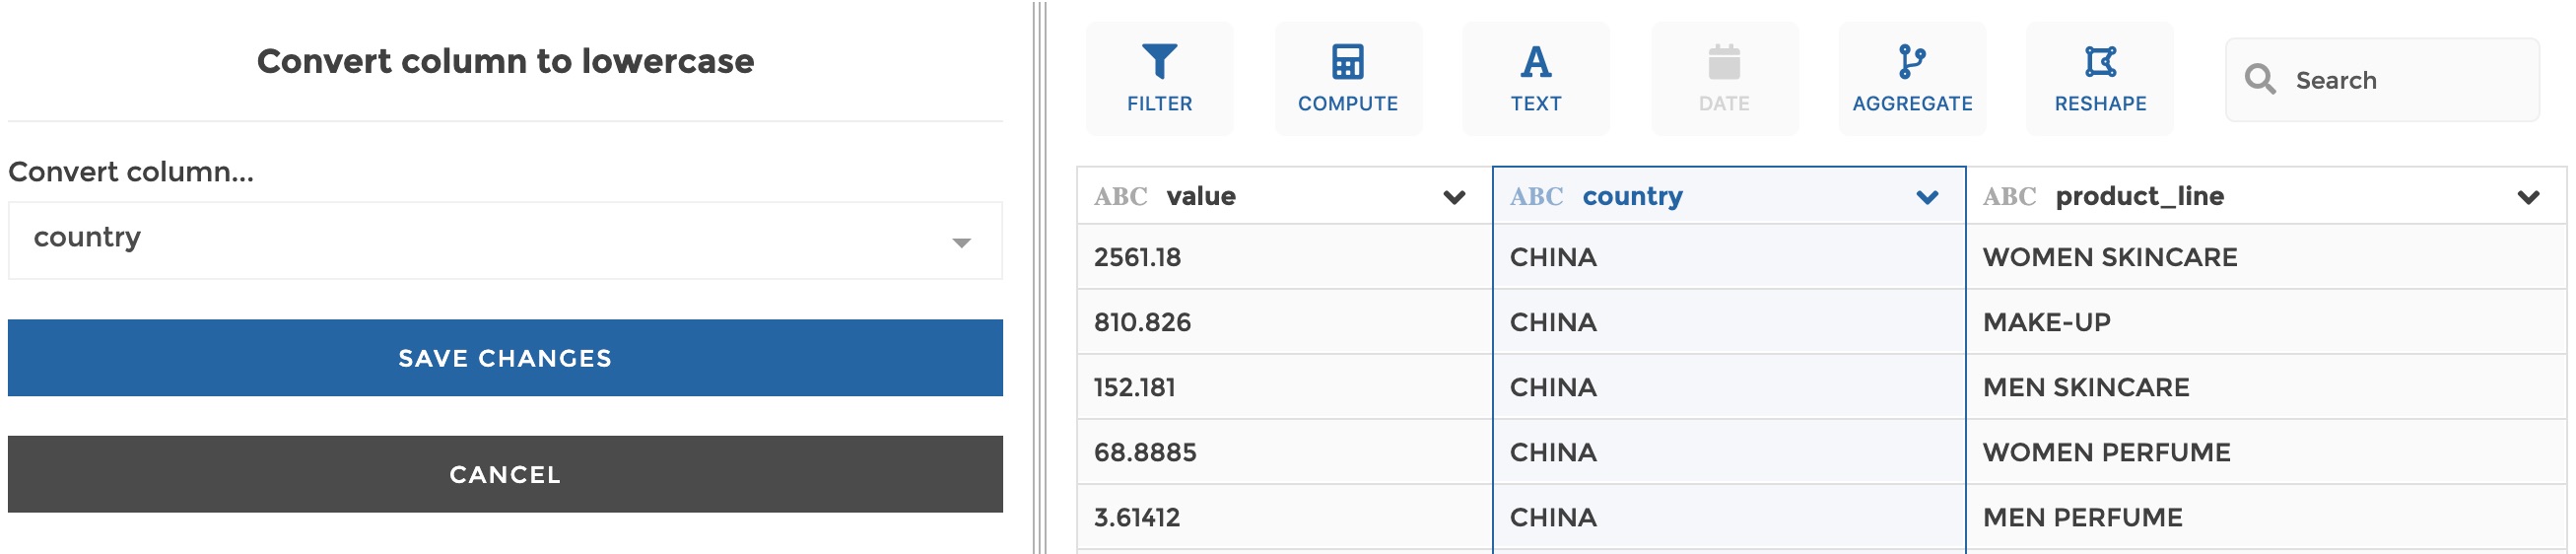 Convert column to lowercase
Convert column...
country
SAVE CHANGES
CANCEL
FILTER COMPUTE TEXT DATE AGGREGATE RESHAPE Search
ABC value ABC country ABC product_line
2561.18 CHINA WOMEN SKINCARE
810.826 CHINA MAKE-UP
152.181 CHINA MEN SKINCARE
68.8885 CHINA WOMEN PERFUME
3.61412 CHINA MEN PERFUME